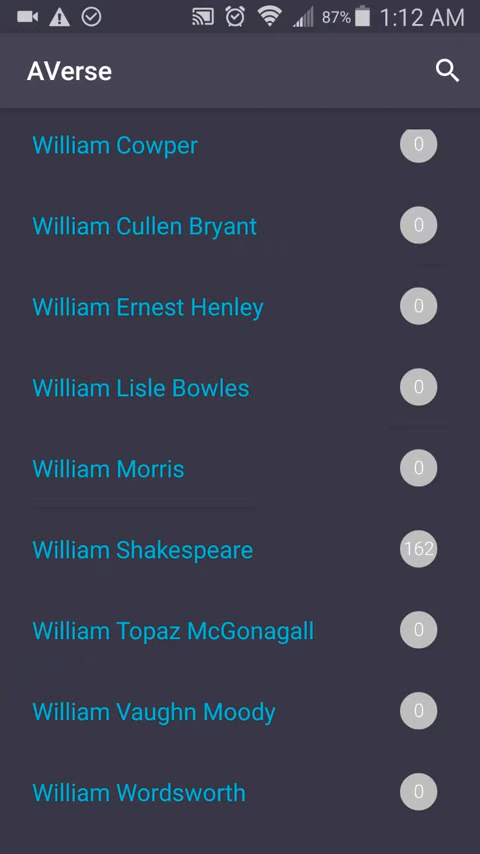 87% 1:12 AM
AVerse
William Cowper 0
William Cullen Bryant 0
William Ernest Henley 0
William Lisle Bowles 0
William Morris 0
William Shakespeare 162
William Topaz McGonagall 0
William Vaughn Moody 0
William Wordsworth 0